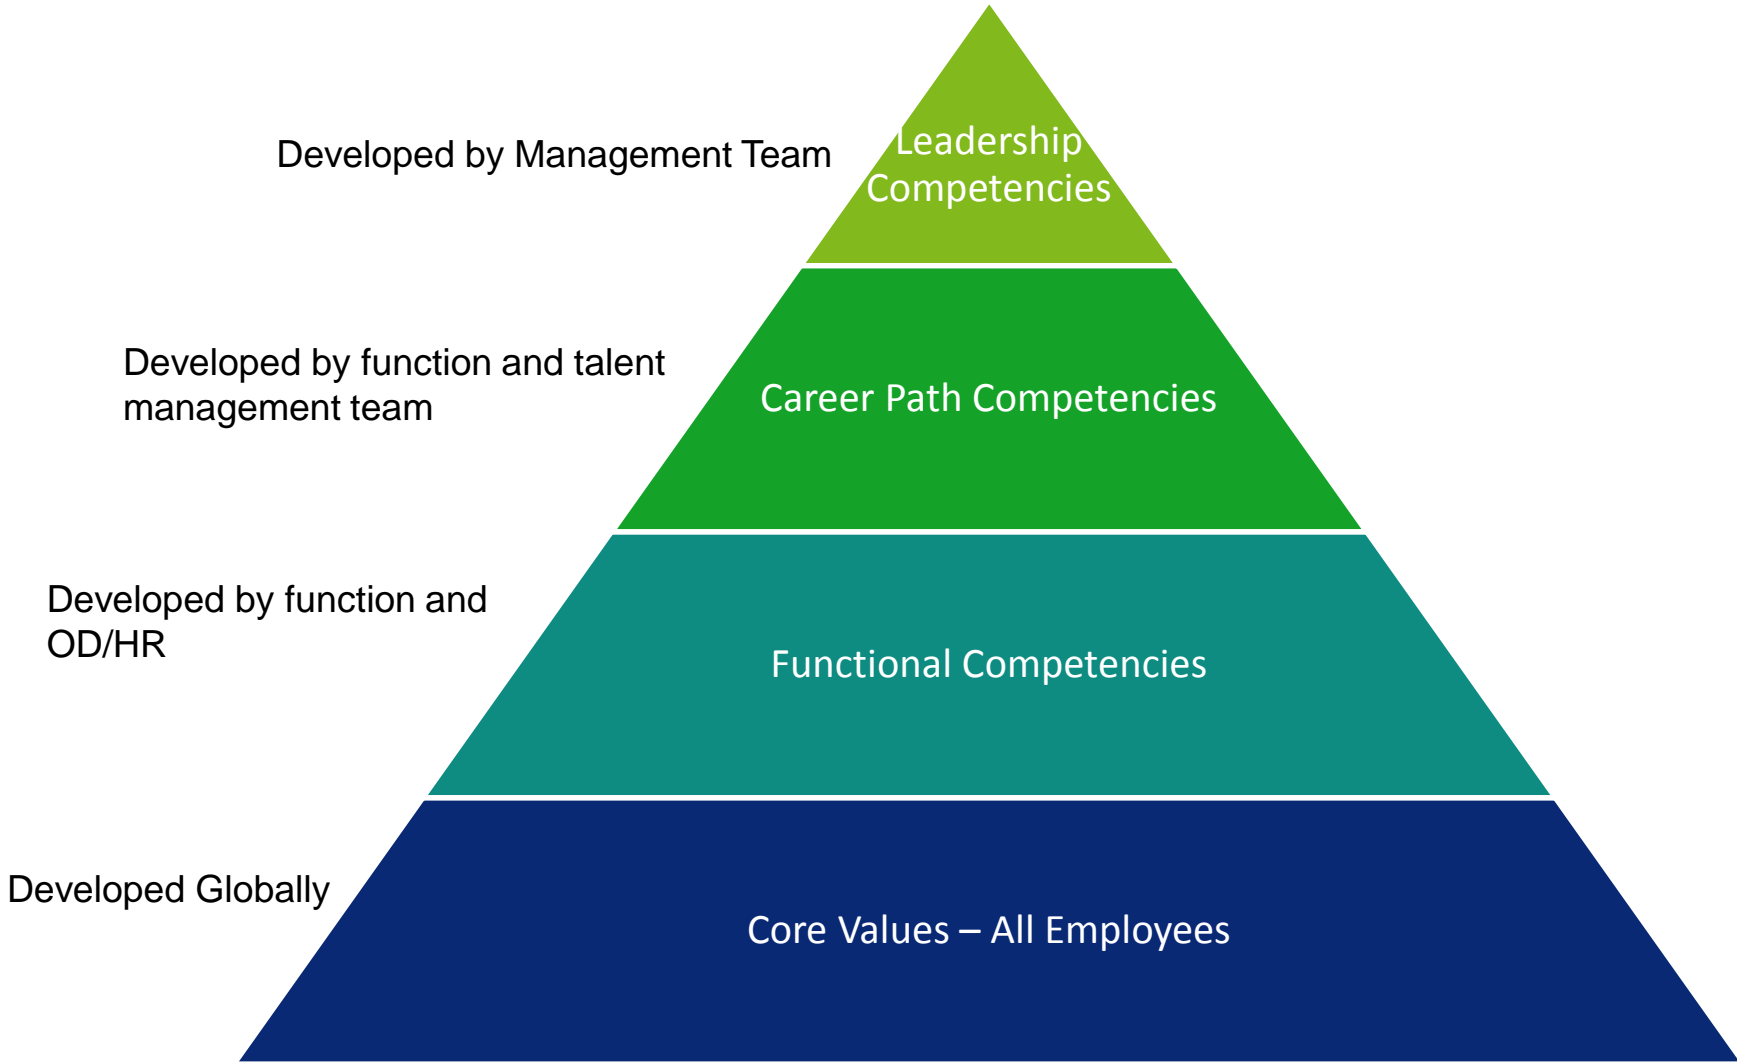 Developed by Management Team
Leadership
Competencies
Developed by function and talent
management team
Career Path Competencies
Developed by function and
OD/HR
Functional Competencies
Developed Globally
Core Values – All Employees